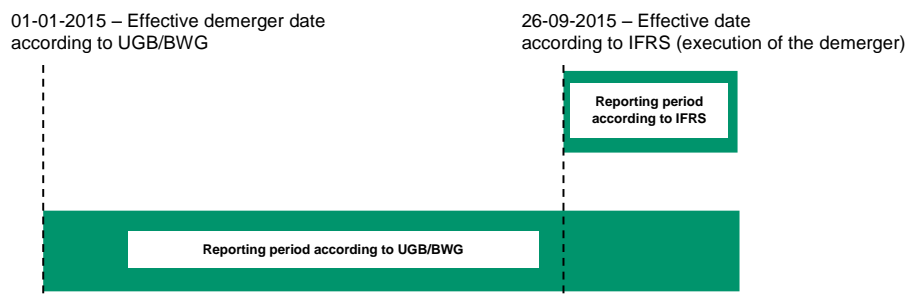 01-01-2015 – Effective demerger date
according to UGB/BWG
26-09-2015 – Effective date
according to IFRS (execution of the demerger)
Reporting period
according to IFRS
Reporting period according to UGB/BWG